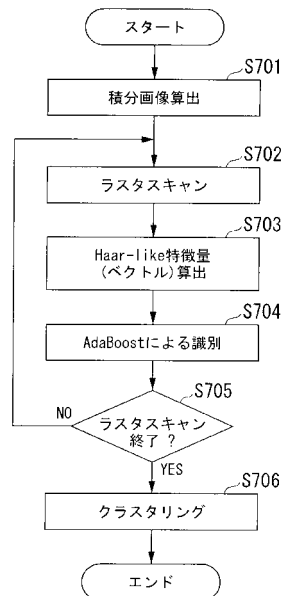 スタート
S701
積分画像算出
S702
ラスタスキャン
S703
Haar-like特徴量
(ベクトル)算出
S704
AdaBoostによる識別
S705
ラスタスキャン
終了 ?
NO
YES
S706
クラスタリング
エンド